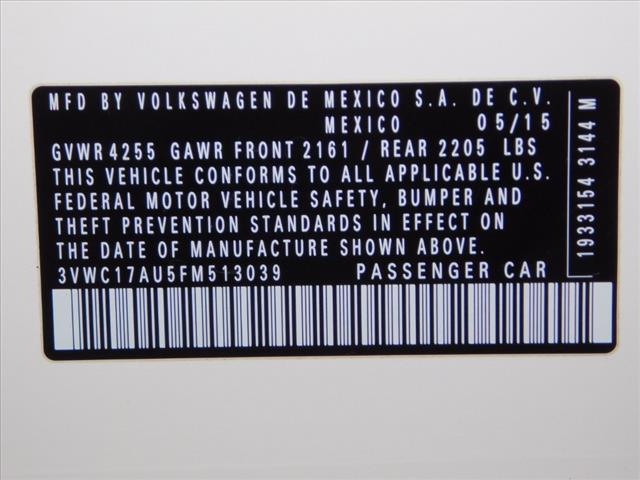 MFD BY VOLKSWAGEN DE MEXICO S.A. DE C.V.
MEXICO 05/15
GVWR 4255 GAWR FRONT 2161 / REAR 2205 LBS
THIS VEHICLE CONFORMS TO ALL APPLICABLE U.S.
FEDERAL MOTOR VEHICLE SAFETY, BUMPER AND
THEFT PREVENTION STANDARDS IN EFFECT ON
THE DATE OF MANUFACTURE SHOWN ABOVE.
3VWC17AU5FM513039 PASSENGER CAR
1933154 3144 M